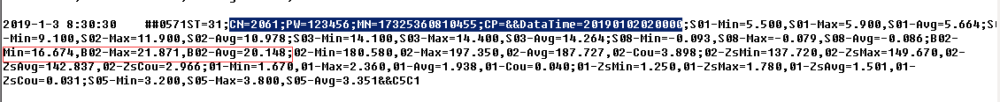 2019-1-3 8:30:30    ##0571ST=31;CN=2061;PW=123456;MN=17325360810455;CP=&&DataTime=20190102020000;S01-Min=5.500,S01-Max=5.900,S01-Avg=5.664;S
-Min=9.100,S02-Max=11.900,S02-Avg=10.978;S03-Min=14.100,S03-Max=14.400,S03-Avg=14.264;S08-Min=-0.093,S08-Max=-0.079,S08-Avg=-0.086;B02-
Min=16.674,B02-Max=21.871,B02-Avg=20.148;02-Min=180.580,02-Max=197.350,02-Avg=187.727,02-Cou=3.898;02-ZsMin=137.720,02-ZsMax=149.670,02-
ZsAvg=142.837,02-ZsCou=2.966;01-Min=1.670,01-Max=2.360,01-Avg=1.938,01-Cou=0.040;01-ZsMin=1.250,01-ZsMax=1.780,01-ZsAvg=1.501,01-
ZsCou=0.031;S05-Min=3.200,S05-Max=3.800,S05-Avg=3.351&&C5C1